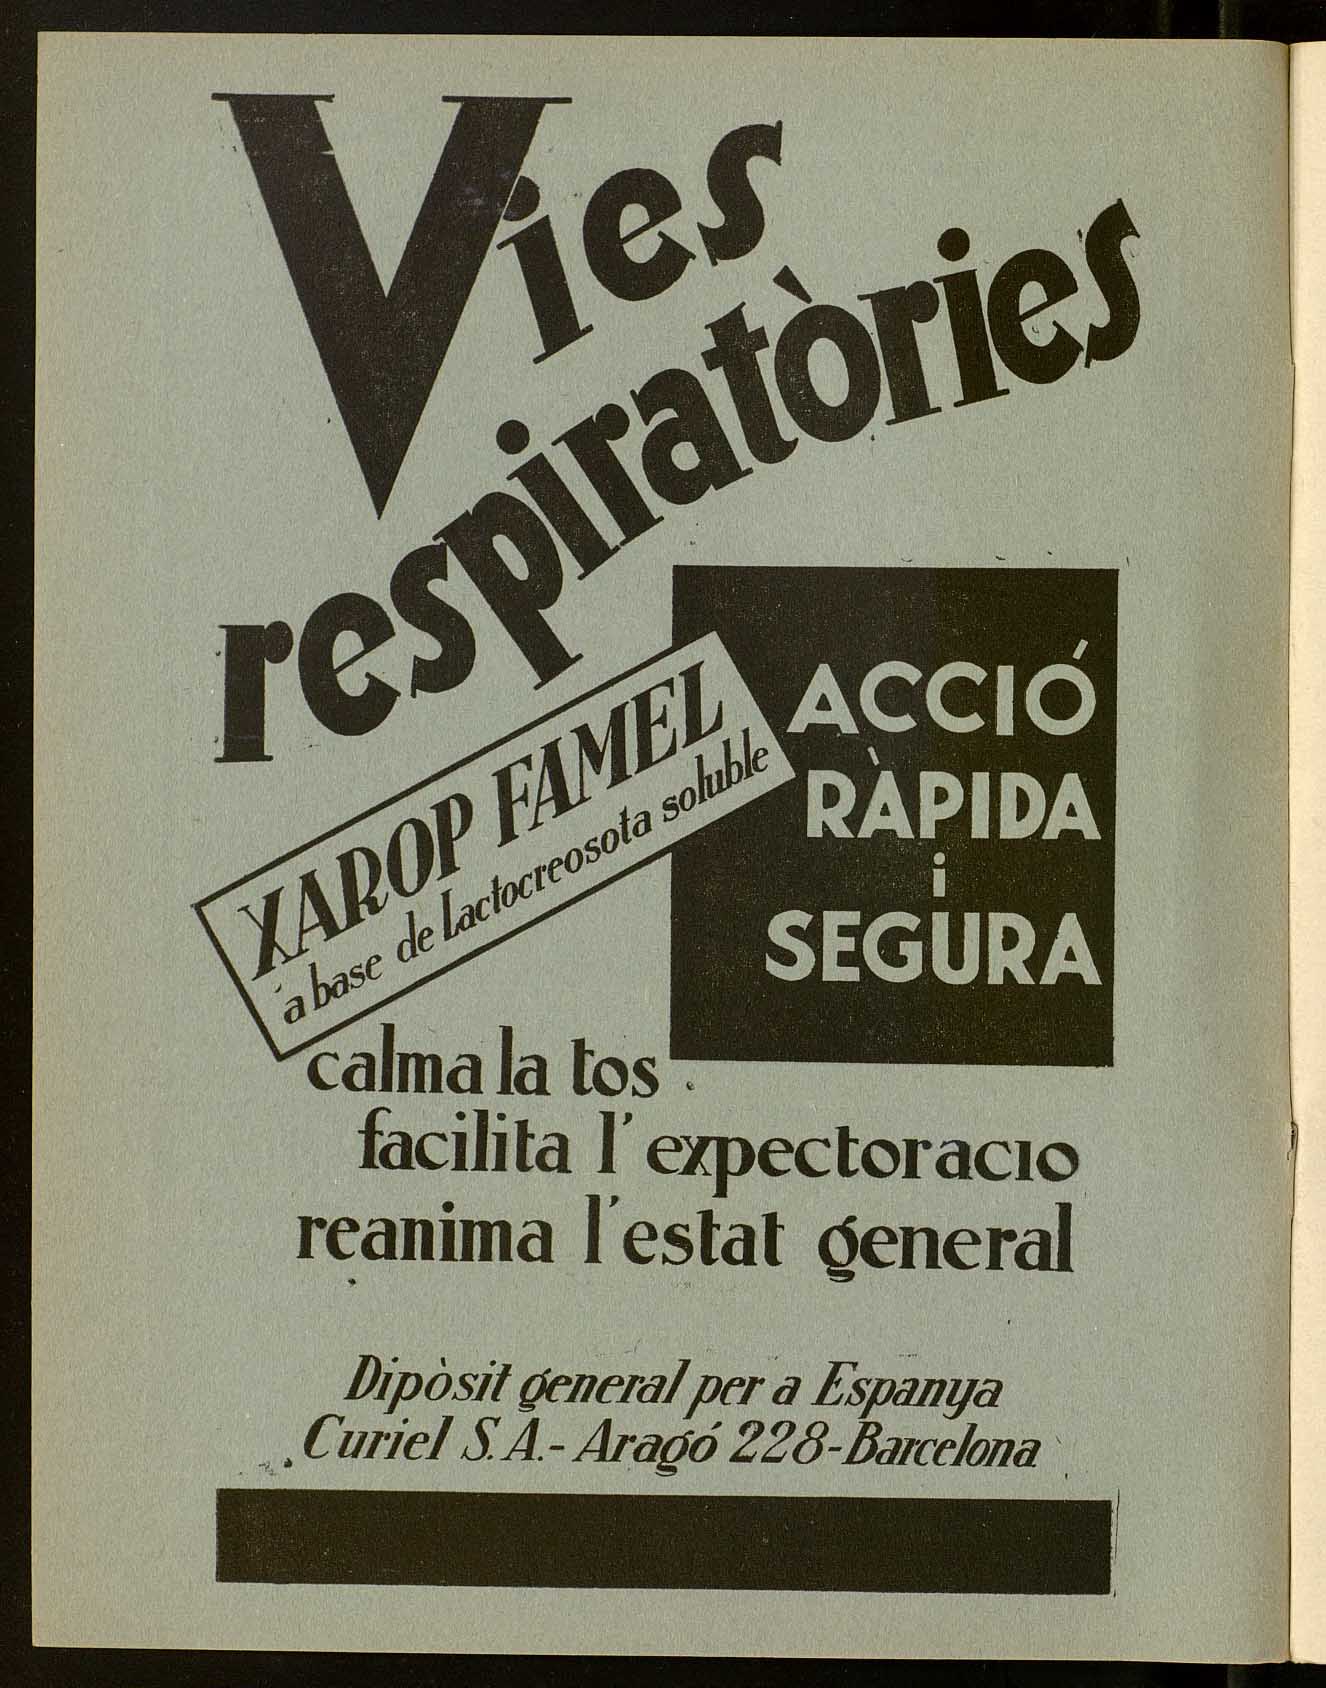 Vies
respiratòries
XAROP FAMEL
a base de Lactocreosota soluble
ACCIÓ
RÀPIDA
i
SEGURA
calma la tos
facilita l'expectoracio
reanima l'estat general
Dipòsit general per a Espanya
Curiel S.A.- Aragó 228-Barcelona